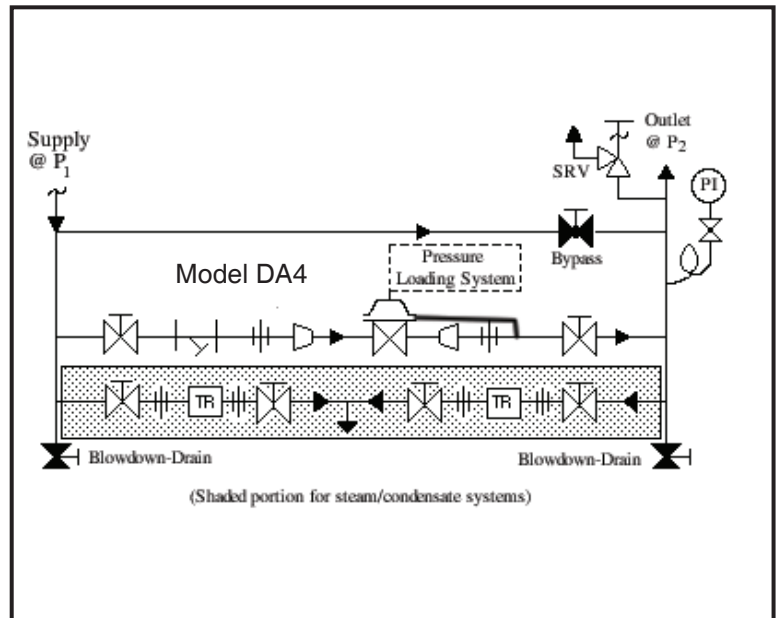 Supply
@ P1
Outlet
@ P2
SRV
PI
Bypass
Model DA4
Pressure
Loading System
TR
TR
Blowdown-Drain
Blowdown-Drain
(Shaded portion for steam/condensate systems)